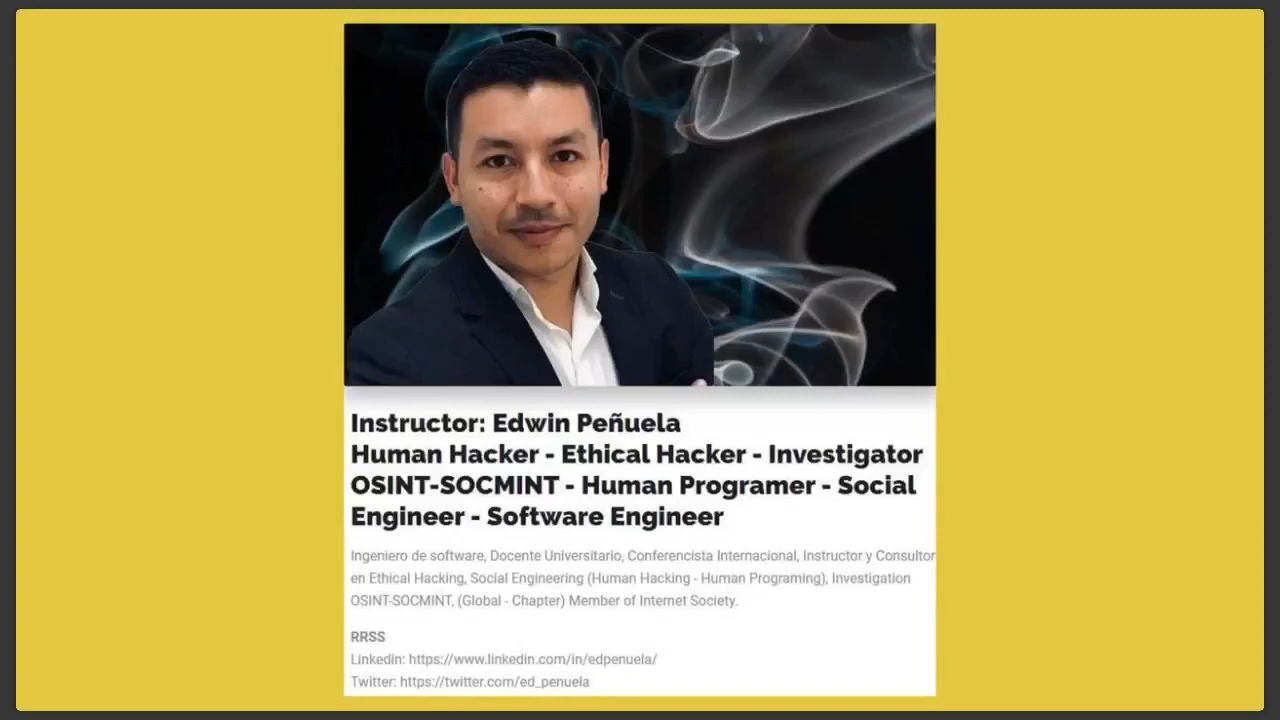 Instructor: Edwin Peñuela
Human Hacker - Ethical Hacker - Investigator
OSINT-SOCMINT - Human Programer - Social
Engineer - Software Engineer
Ingeniero de software, Docente Universitario, Conferencista Internacional, Instructor y Consultor
en Ethical Hacking, Social Engineering (Human Hacking - Human Programing), Investigation
OSINT-SOCMINT, (Global - Chapter) Member of Internet Society.
RRSS
Linkedin: https://www.linkedin.com/in/edpenuela/
Twitter: https://twitter.com/ed_penuela